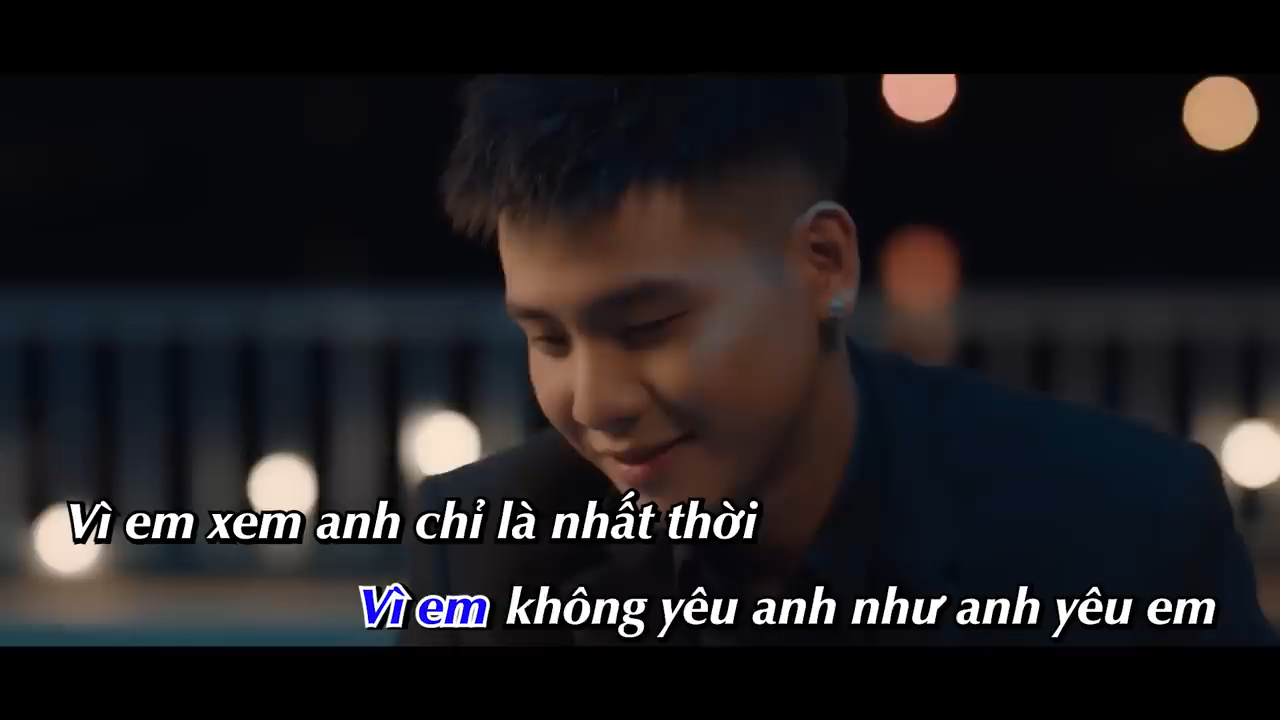 Vì em xem anh chỉ là nhất thời
Vì em không yêu anh như anh yêu em